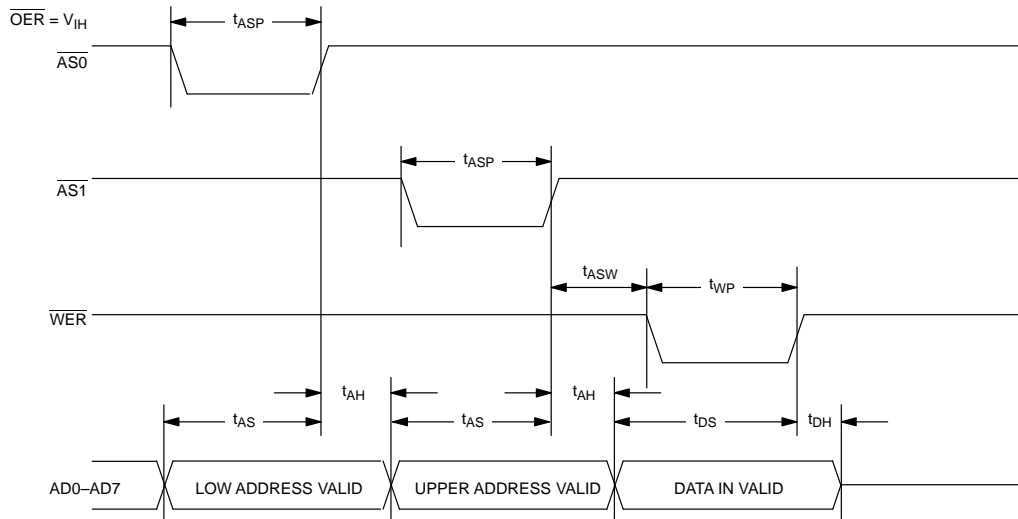 OER = VIH
tASP
AS0
tASP
AS1
tASW
tWP
WER
tAH
tAH
tAS
tAS
tDS
tDH
AD0–AD7
LOW ADDRESS VALID
UPPER ADDRESS VALID
DATA IN VALID